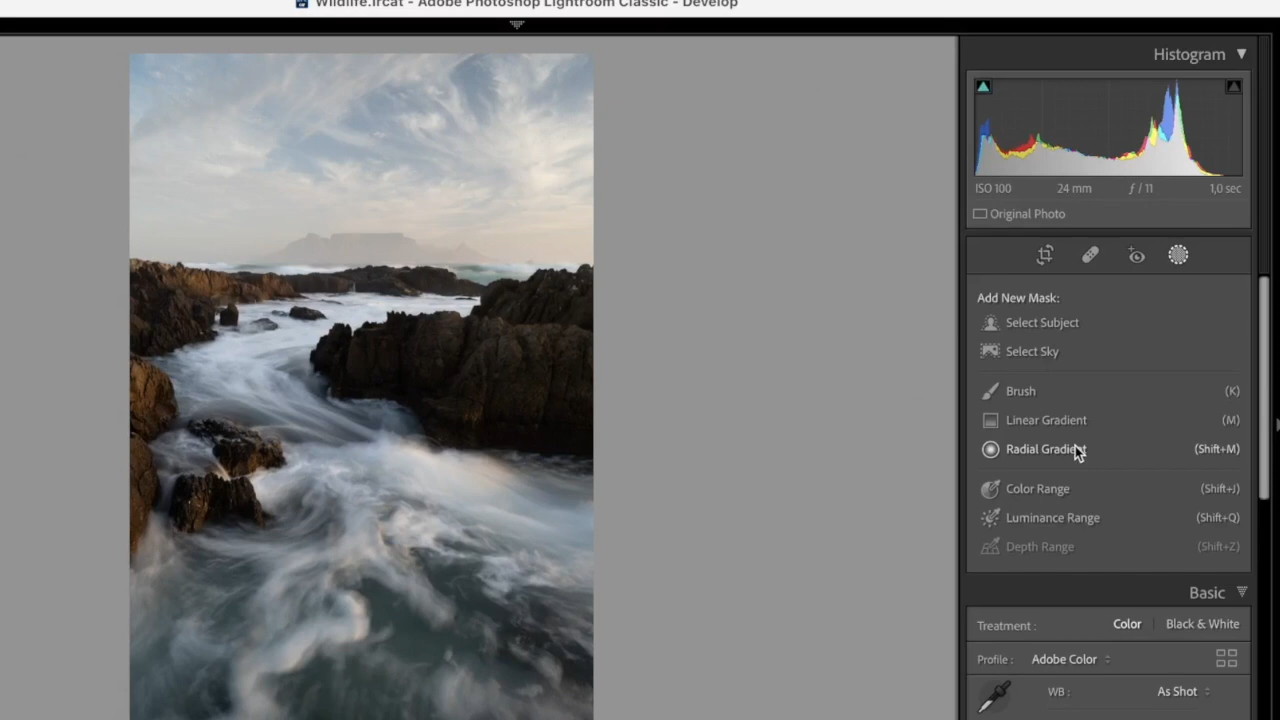 Wildlife.lrcat - Adobe Photoshop Lightroom Classic - Develop
Histogram
ISO 100 24 mm ƒ / 11 1,0 sec
Original Photo
Add New Mask:
Select Subject
Select Sky
Brush (K)
Linear Gradient (M)
Radial Gradient (Shift+M)
Color Range (Shift+J)
Luminance Range (Shift+Q)
Depth Range (Shift+Z)
Basic
Treatment : Color Black & White
Profile : Adobe Color
WB : As Shot